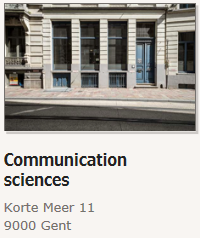 Communication
sciences
Korte Meer 11
9000 Gent